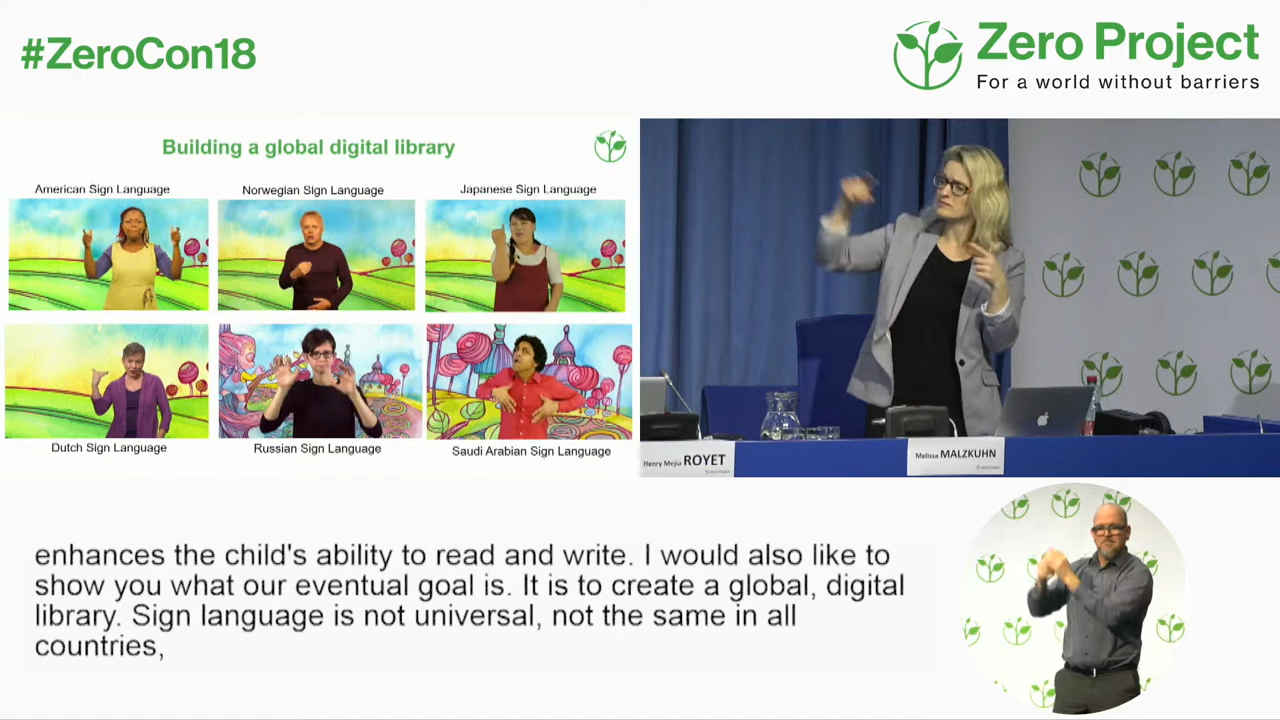 #ZeroCon18
Zero Project
For a world without barriers
Building a global digital library
American Sign Language
Norwegian Sign Language
Japanese Sign Language
Dutch Sign Language
Russian Sign Language
Saudi Arabian Sign Language
Henry Mejia ROYET
Melissa MALZKUHN
enhances the child's ability to read and write. I would also like to
show you what our eventual goal is. It is to create a global, digital
library. Sign language is not universal, not the same in all
countries,